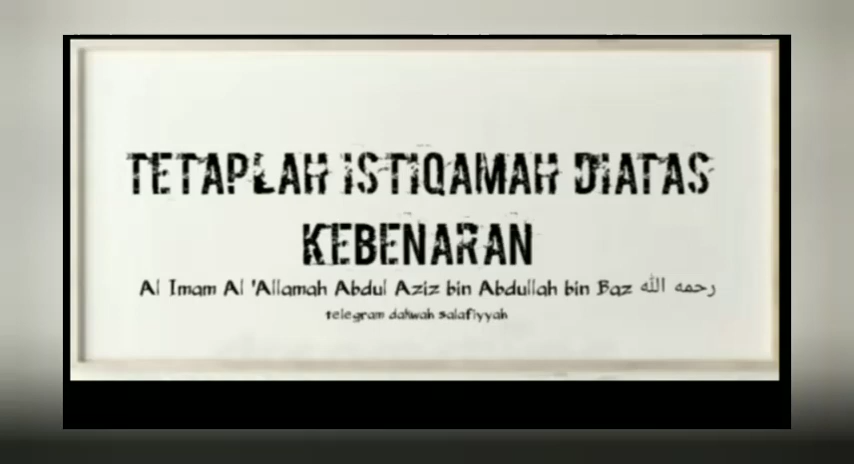 TETAPLAH ISTIQAMAH DIATAS
KEBENARAN
Al Imam Al 'Allamah Abdul Aziz bin Abdullah bin Baz رحمه الله
telegram dakwah salafiyyah